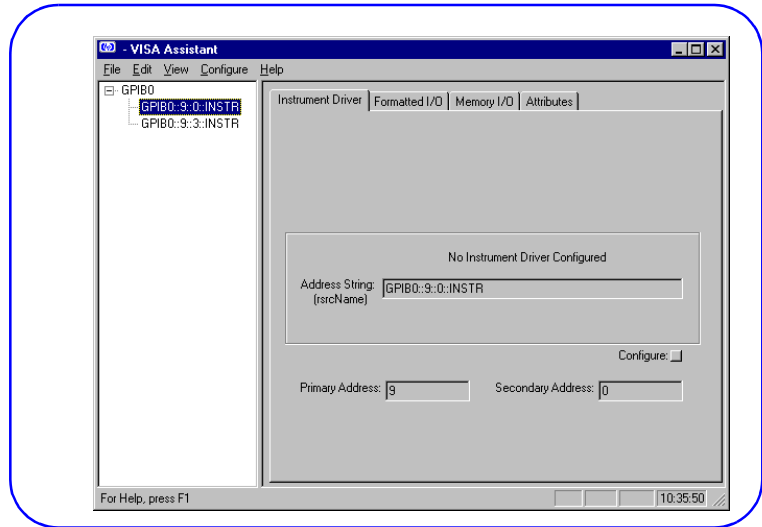 - VISA Assistant
File Edit View Configure Help
GPIB0
GPIB0::9::0::INSTR
GPIB0::9::3::INSTR
Instrument Driver Formatted I/O Memory I/O Attributes
No Instrument Driver Configured
Address String: GPIB0::9::0::INSTR
(rsrcName)
Configure:
Primary Address: 9 Secondary Address: 0
For Help, press F1 10:35:50